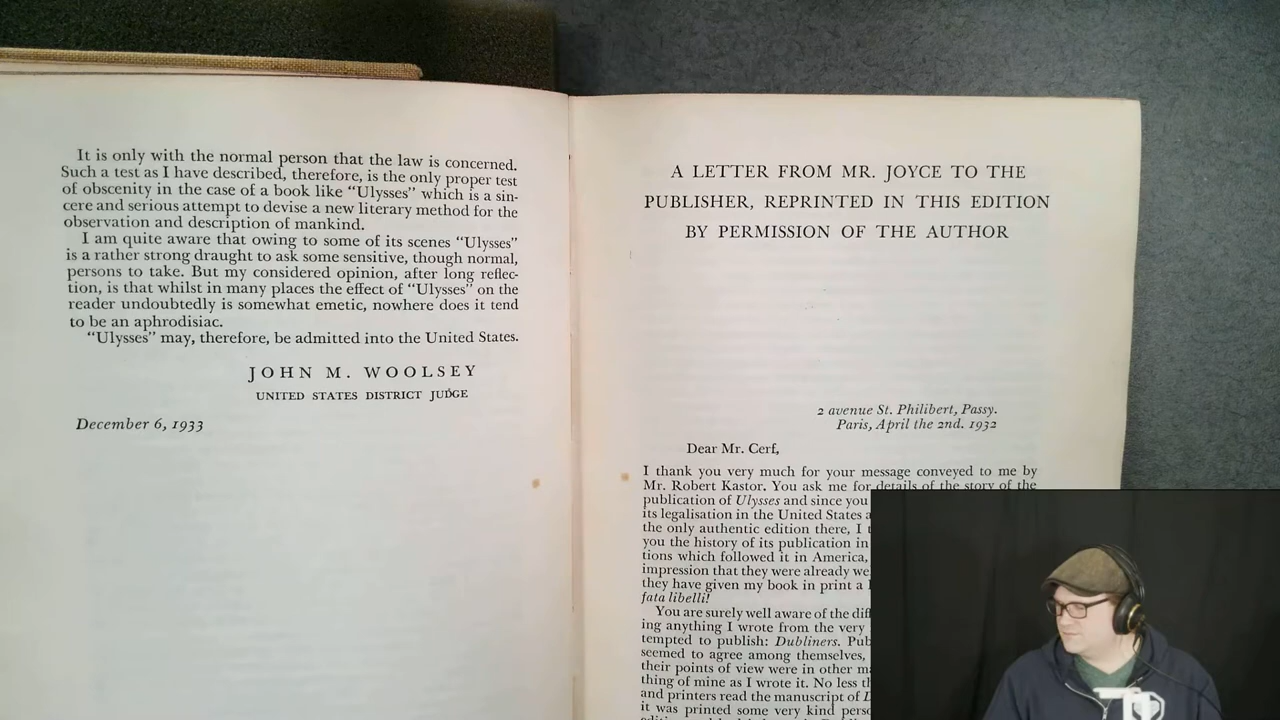 It is only with the normal person that the law is concerned.
Such a test as I have described, therefore, is the only proper test
of obscenity in the case of a book like “Ulysses” which is a sin-
cere and serious attempt to devise a new literary method for the
observation and description of mankind.
I am quite aware that owing to some of its scenes “Ulysses”
is a rather strong draught to ask some sensitive, though normal,
persons to take. But my considered opinion, after long reflec-
tion, is that whilst in many places the effect of “Ulysses” on the
reader undoubtedly is somewhat emetic, nowhere does it tend
to be an aphrodisiac.
“Ulysses” may, therefore, be admitted into the United States.
JOHN M. WOOLSEY
UNITED STATES DISTRICT JUDGE
December 6, 1933
A LETTER FROM MR. JOYCE TO THE
PUBLISHER, REPRINTED IN THIS EDITION
BY PERMISSION OF THE AUTHOR
2 avenue St. Philibert, Passy.
Paris, April the 2nd. 1932
Dear Mr. Cerf,
I thank you very much for your message conveyed to me by
Mr. Robert Kastor. You ask me for details of the story of the
publication of Ulysses and since you
its legalisation in the United States
the only authentic edition there, I
you the history of its publication in
tions which followed it in America,
impression that they were already
they have given my book in print a
fata libelli!
You are surely well aware of the
ing anything I wrote from the very
tempted to publish: Dubliners.
seemed to agree among themselves,
their points of view were in other
thing of mine as I wrote it. No less
and printers read the manuscript of
it was printed some very kind